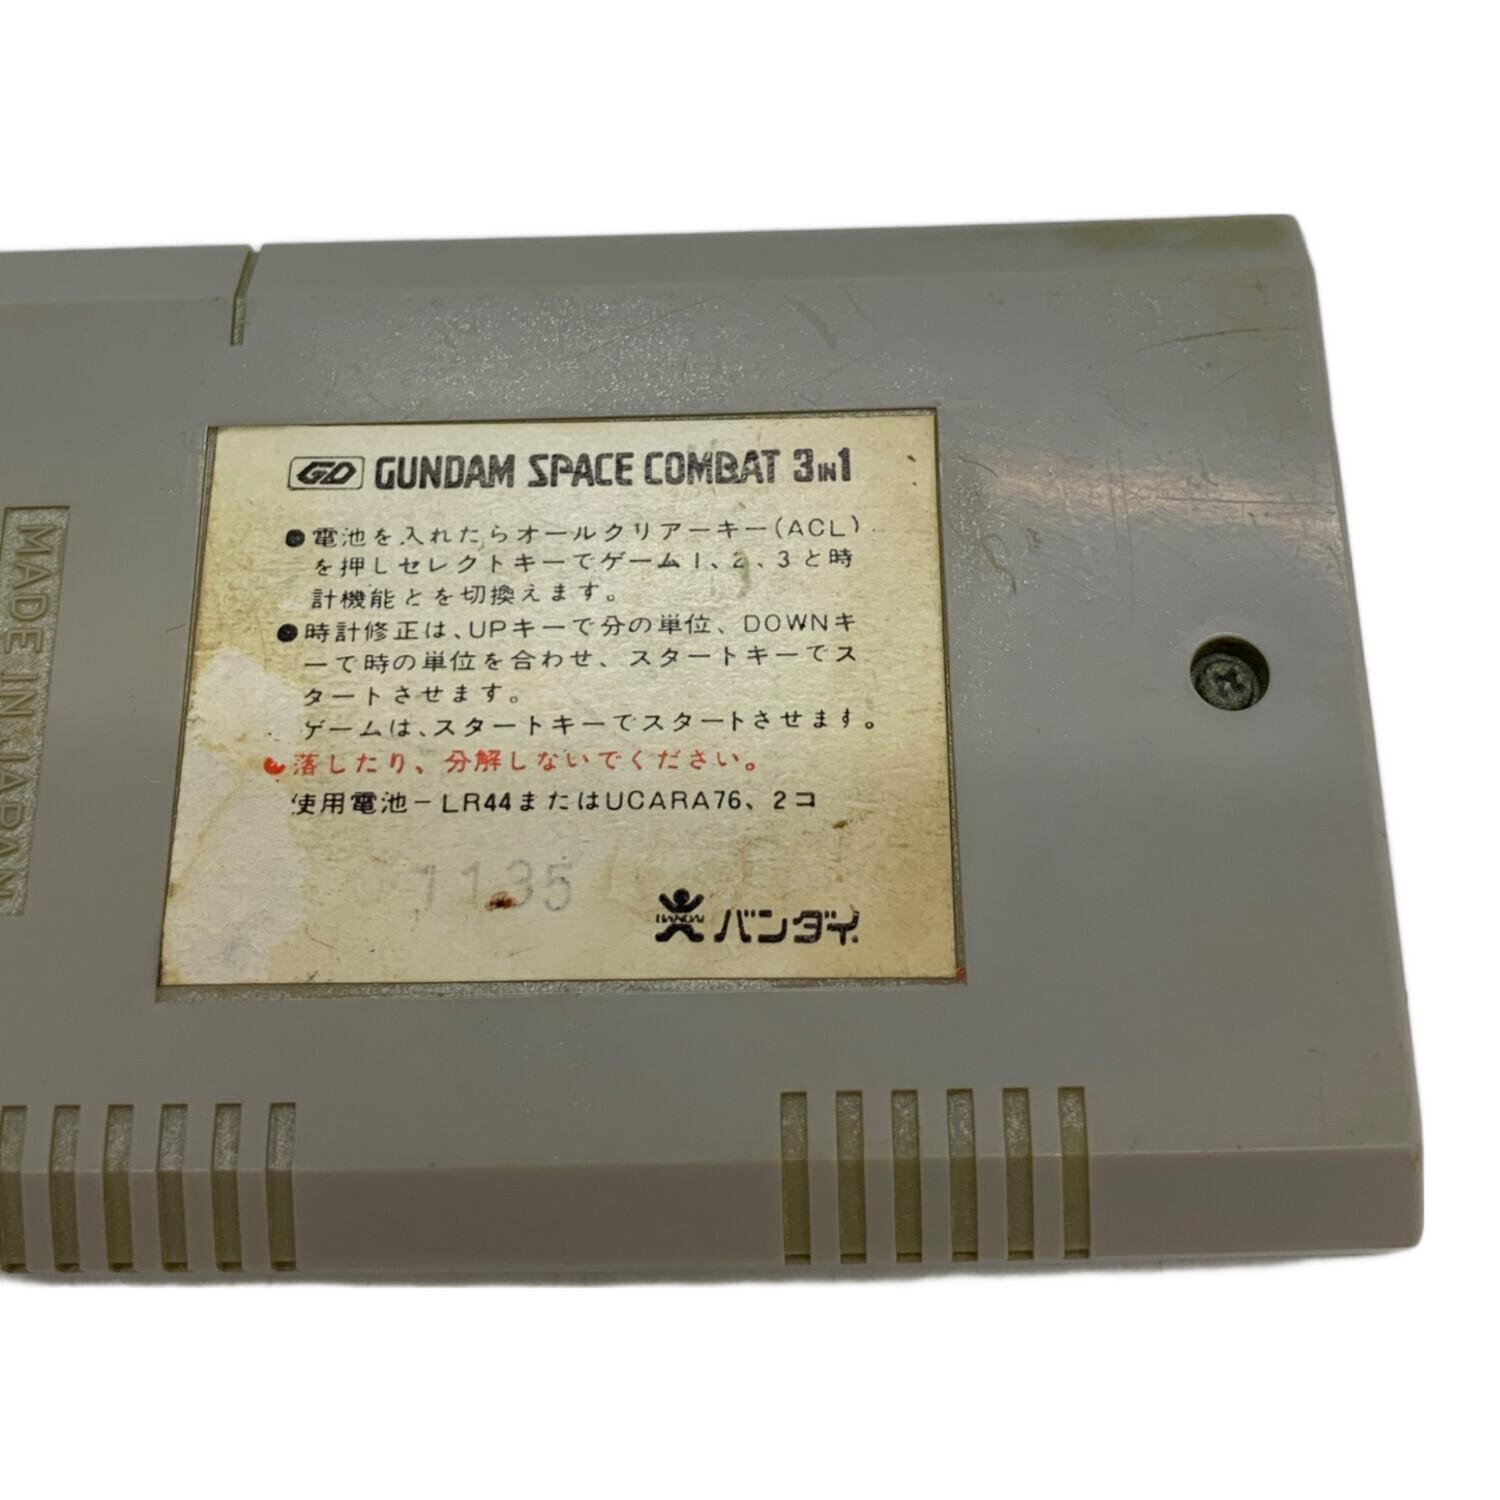 MADE IN JAPAN
GD GUNDAM SPACE COMBAT 3IN1
●電池を入れたらオールクリアーキー(ACL)
を押しセレクトキーでゲーム1、2、3と時
計機能とを切換えます。
●時計修正は、UPキーで分の単位、DOWNキ
ーで時の単位を合わせ、スタートキーでス
タートさせます。
ゲームは、スタートキーでスタートさせます。
●落したり、分解しないでください。
使用電池-LR44またはUCARA76、2コ
1135
BANDAI バンダイ